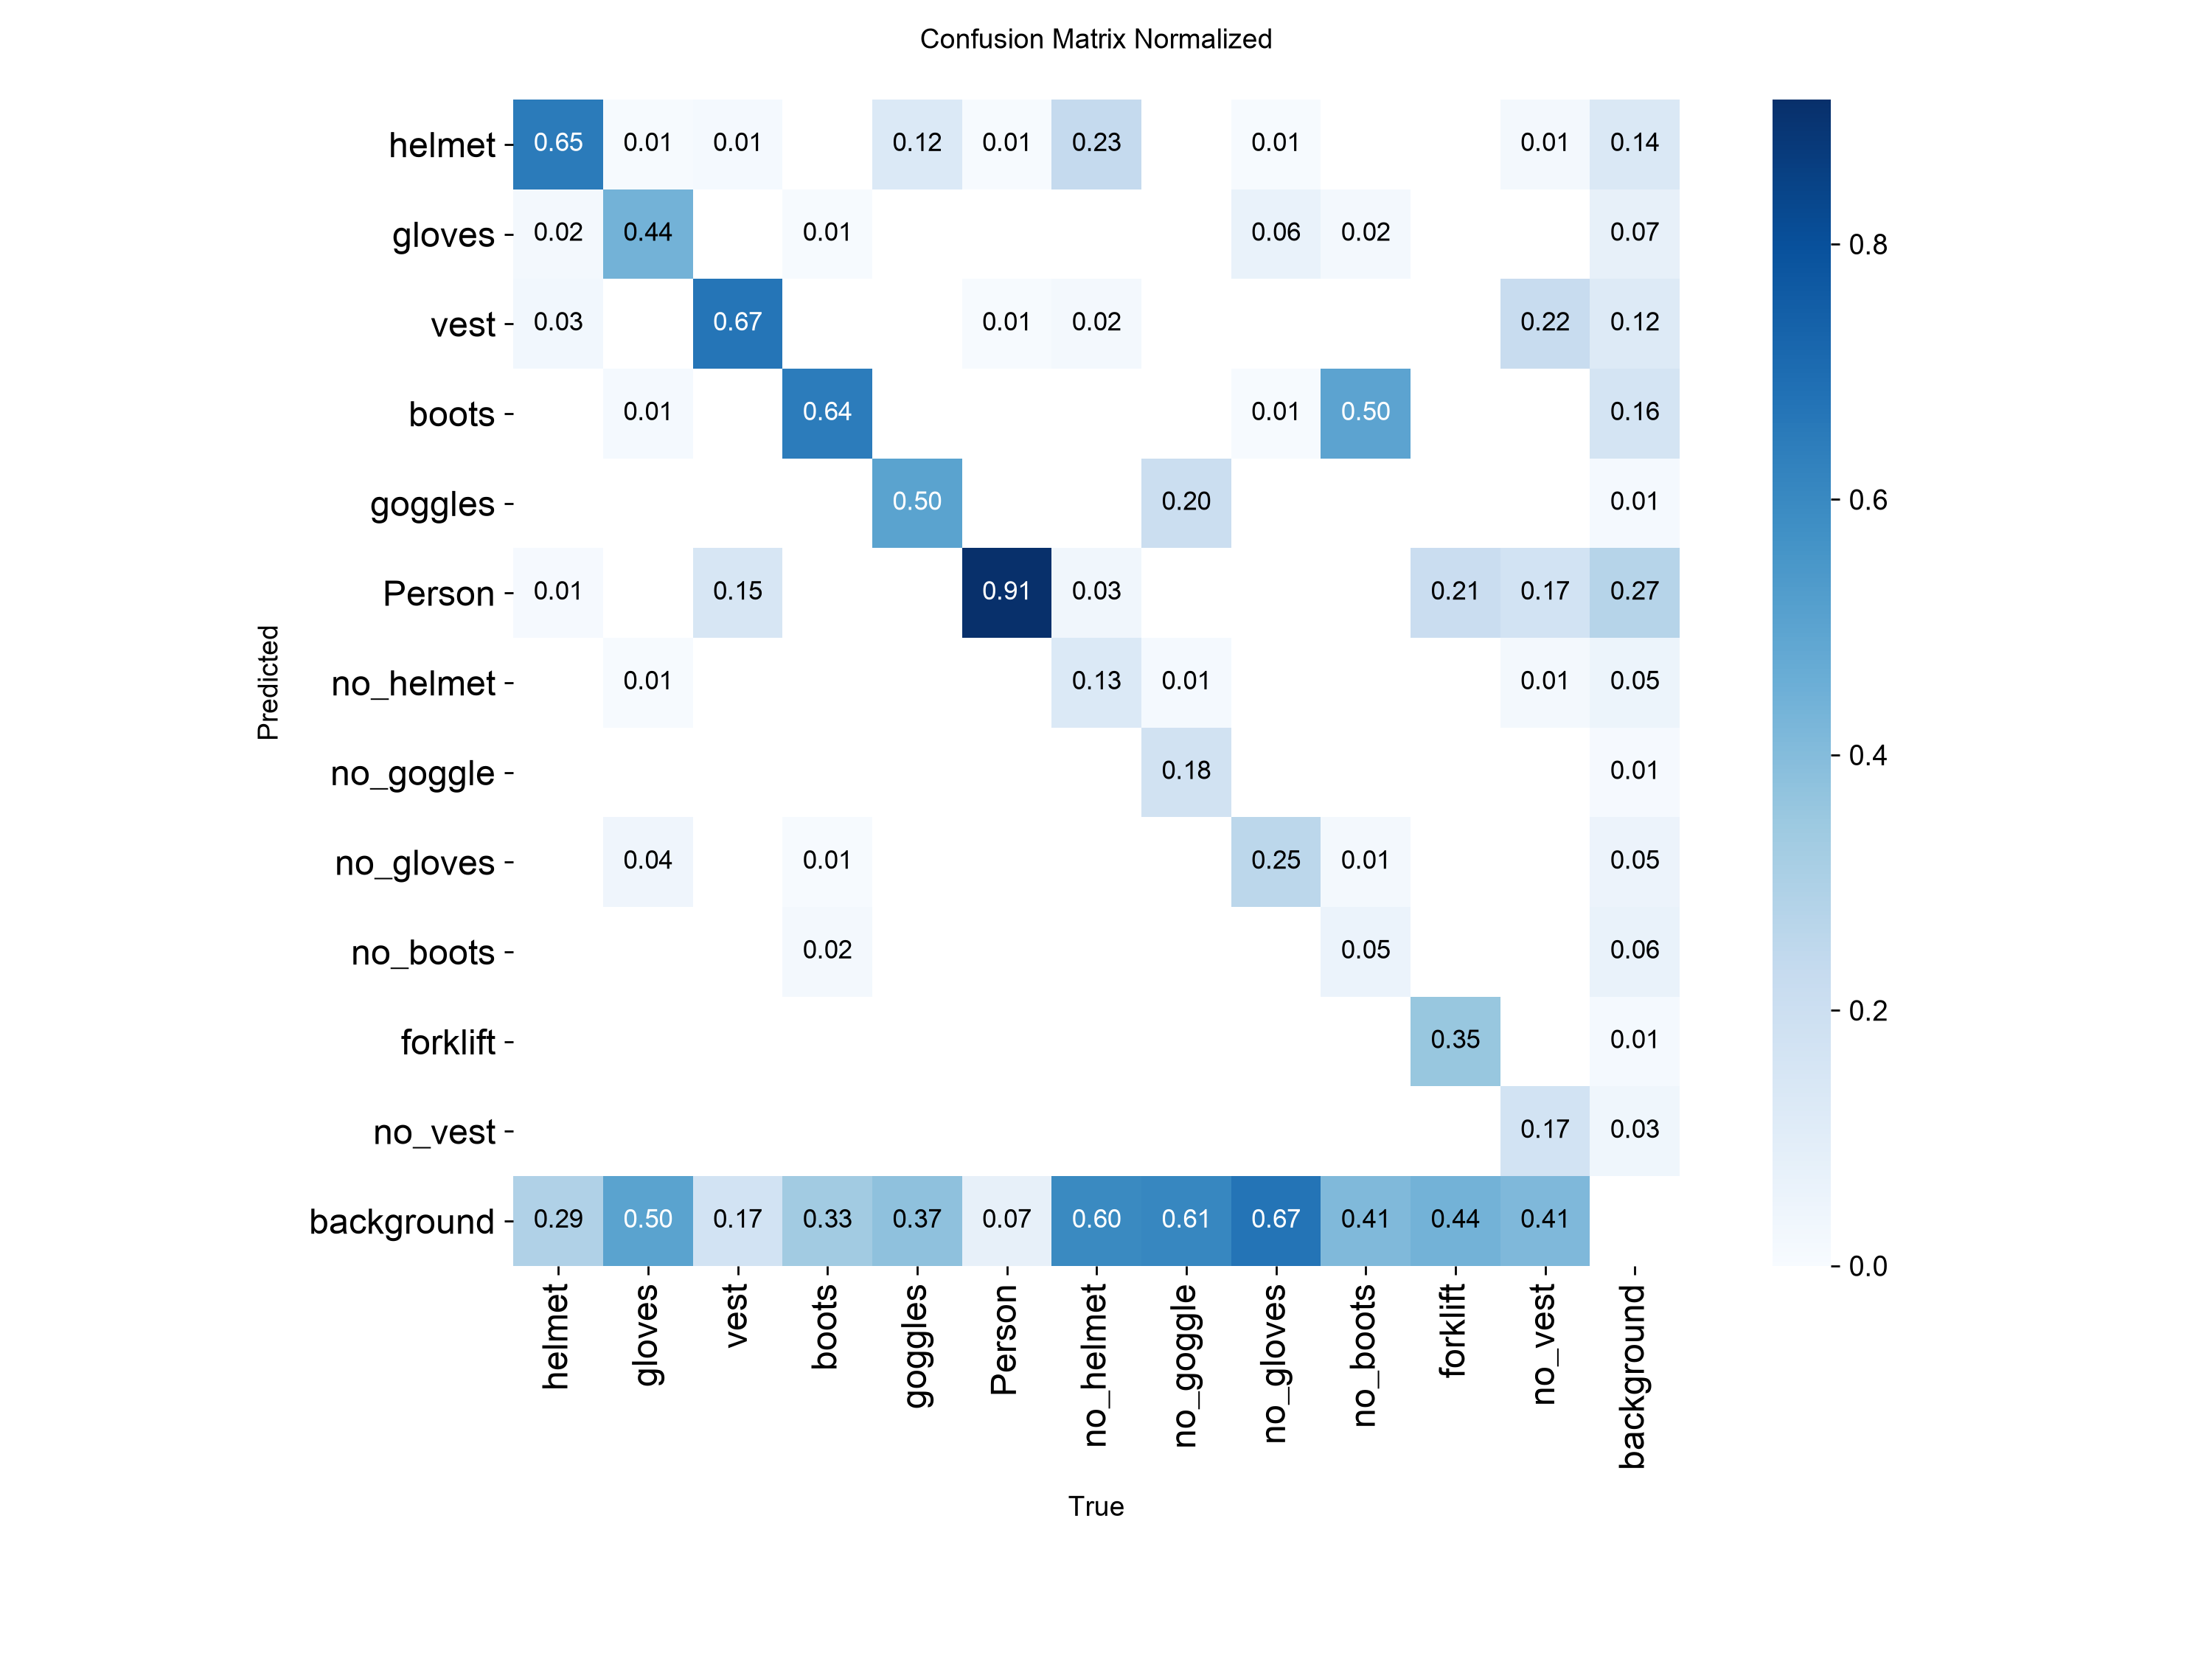 Confusion Matrix Normalized
helmet 0.65 0.01 0.01 0.12 0.01 0.23 0.01 0.01 0.14
gloves 0.02 0.44 0.01 0.06 0.02 0.07
vest 0.03 0.67 0.01 0.02 0.22 0.12
boots 0.01 0.64 0.01 0.50 0.16
goggles 0.50 0.20 0.01
Person 0.01 0.15 0.91 0.03 0.21 0.17 0.27
no_helmet 0.01 0.13 0.01 0.01 0.05
no_goggle 0.18 0.01
no_gloves 0.04 0.01 0.25 0.01 0.05
no_boots 0.02 0.05 0.06
forklift 0.35 0.01
no_vest 0.17 0.03
background 0.29 0.50 0.17 0.33 0.37 0.07 0.60 0.61 0.67 0.41 0.44 0.41
Predicted
helmet
gloves
vest
boots
goggles
Person
no_helmet
no_goggle
no_gloves
no_boots
forklift
no_vest
background
True
0.8
0.6
0.4
0.2
0.0